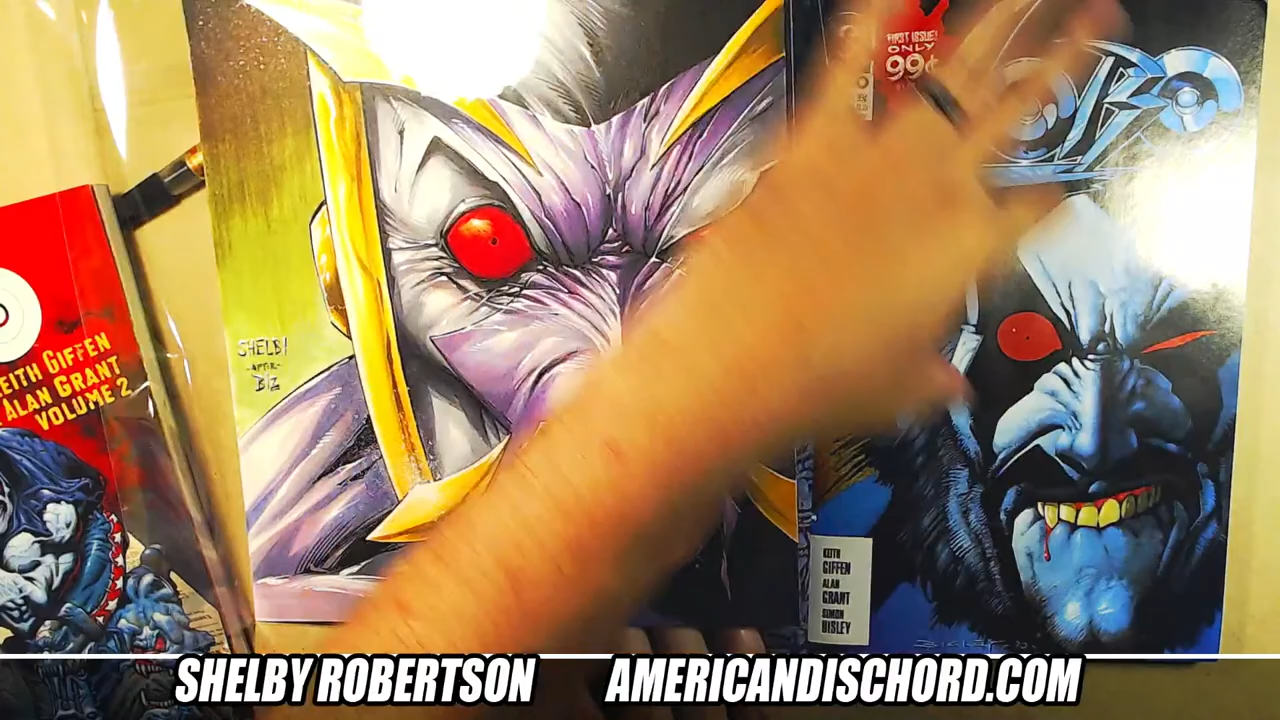 FIRST ISSUE!
ONLY
99¢
KEITH GIFFEN
ALAN GRANT
VOLUME 2
SHELBY
-AFTER-
BIZ
KEITH
GIFFEN
ALAN
GRANT
SIMON
BISLEY
SHELBY ROBERTSON AMERICANDISCHORD.COM